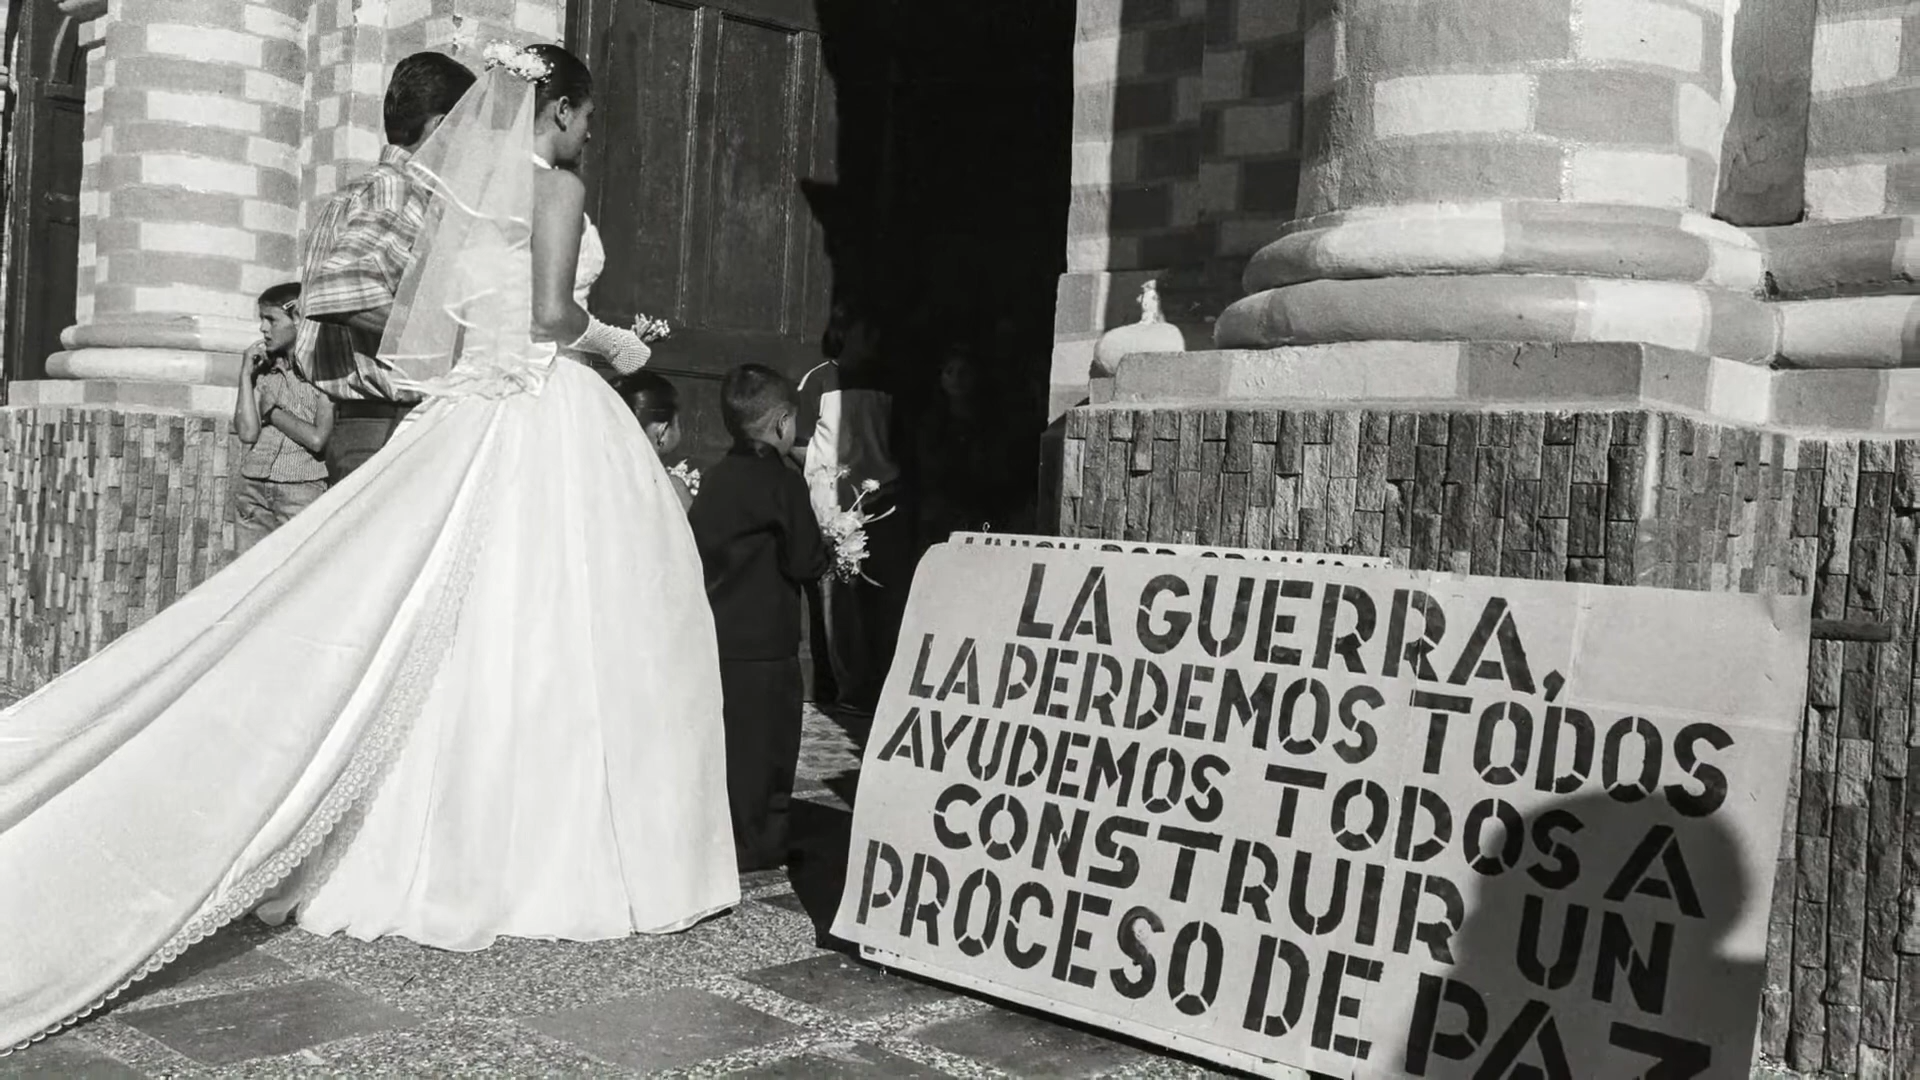 LA GUERRA,
LA PERDEMOS TODOS
AYUDEMOS TODOS A
CONSTRUIR UN
PROCESO DE PAZ